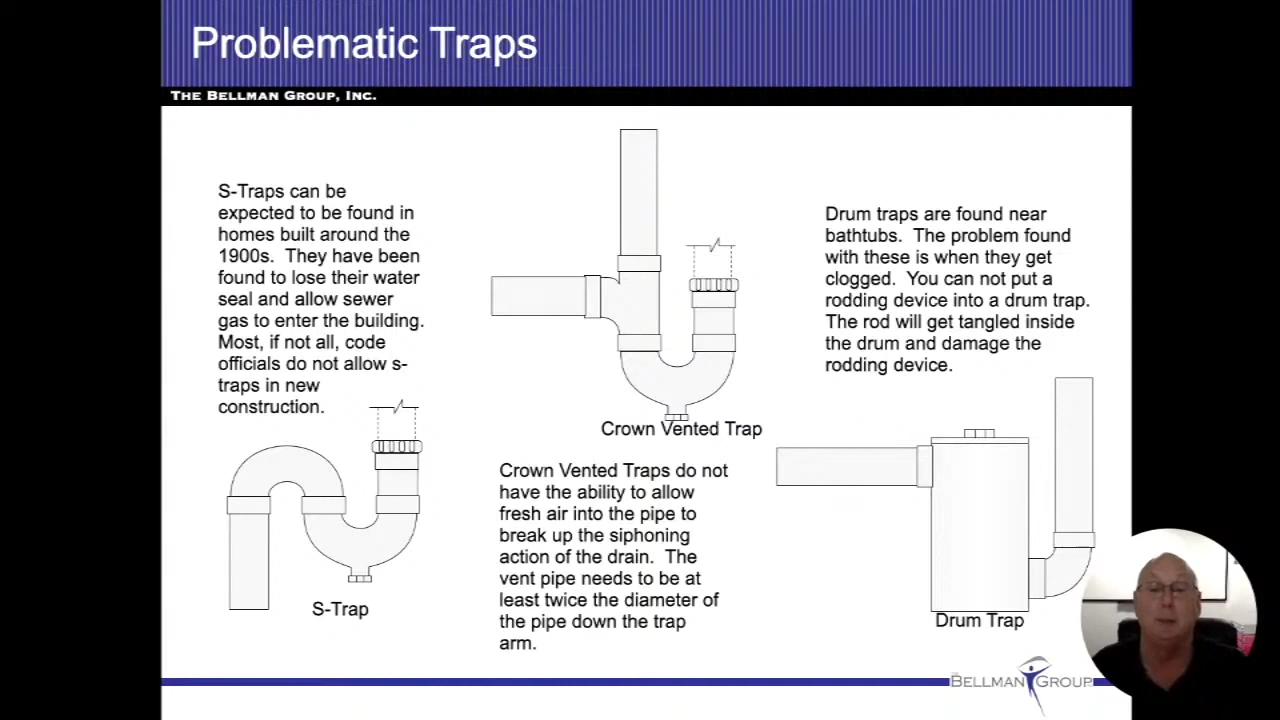 Problematic Traps
THE BELLMAN GROUP, INC.
S-Traps can be
expected to be found in
homes built around the
1900s. They have been
found to lose their water
seal and allow sewer
gas to enter the building.
Most, if not all, code
officials do not allow s-
traps in new
construction.
S-Trap
Crown Vented Trap
Crown Vented Traps do not
have the ability to allow
fresh air into the pipe to
break up the siphoning
action of the drain. The
vent pipe needs to be at
least twice the diameter of
the pipe down the trap
arm.
Drum traps are found near
bathtubs. The problem found
with these is when they get
clogged. You can not put a
rodding device into a drum trap.
The rod will get tangled inside
the drum and damage the
rodding device.
Drum Trap
THE
BELLMAN GROUP